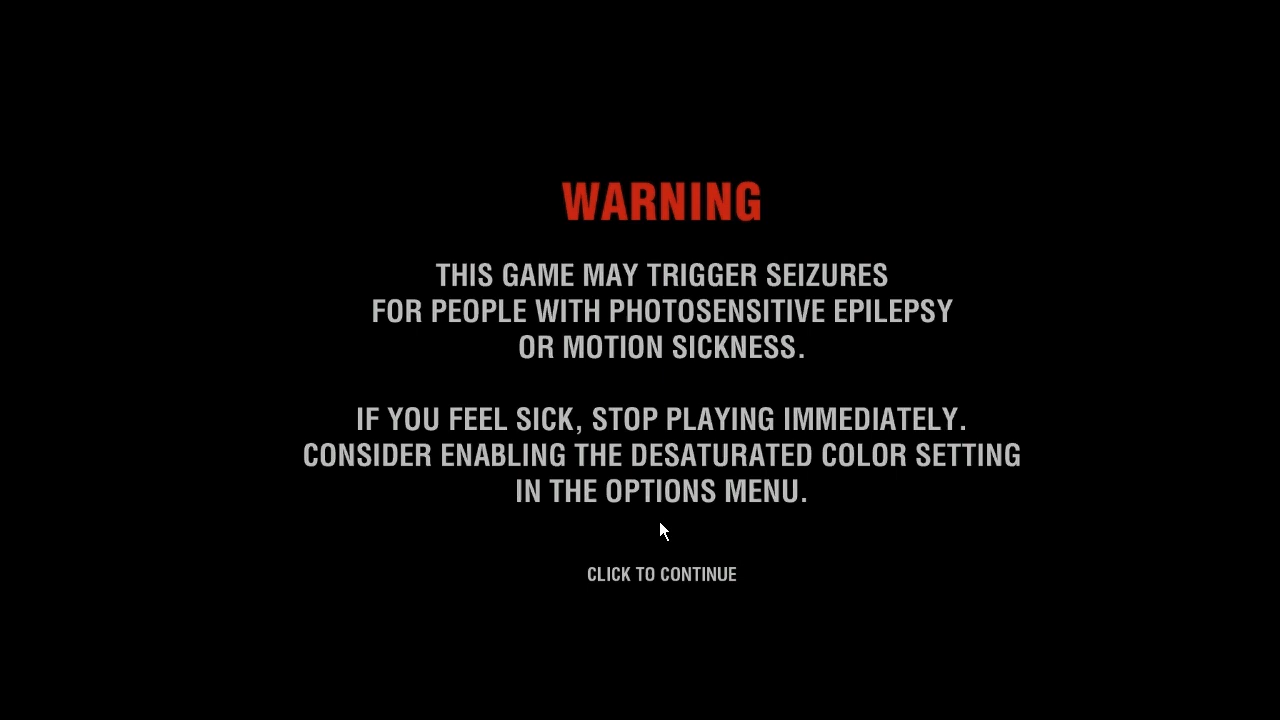 WARNING
THIS GAME MAY TRIGGER SEIZURES
FOR PEOPLE WITH PHOTOSENSITIVE EPILEPSY
OR MOTION SICKNESS.
IF YOU FEEL SICK, STOP PLAYING IMMEDIATELY.
CONSIDER ENABLING THE DESATURATED COLOR SETTING
IN THE OPTIONS MENU.
CLICK TO CONTINUE